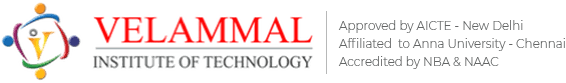 V
VELAMMAL
INSTITUTE OF TECHNOLOGY
Approved by AICTE - New Delhi
Affiliated to Anna University - Chennai
Accredited by NBA & NAAC